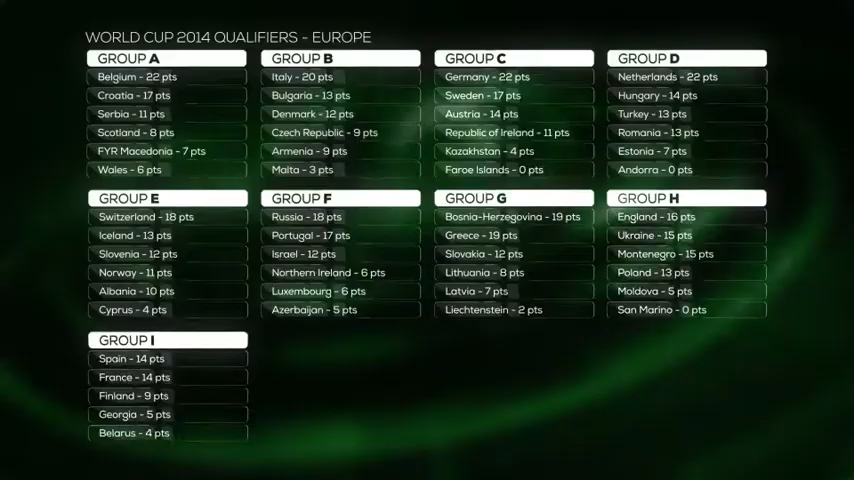 WORLD CUP 2014 QUALIFIERS - EUROPE
GROUP A
Belgium - 22 pts
Croatia - 17 pts
Serbia - 11 pts
Scotland - 8 pts
FYR Macedonia - 7 pts
Wales - 6 pts
GROUP B
Italy - 20 pts
Bulgaria - 13 pts
Denmark - 12 pts
Czech Republic - 9 pts
Armenia - 9 pts
Malta - 3 pts
GROUP C
Germany - 22 pts
Sweden - 17 pts
Austria - 14 pts
Republic of Ireland - 11 pts
Kazakhstan - 4 pts
Faroe Islands - 0 pts
GROUP D
Netherlands - 22 pts
Hungary - 14 pts
Turkey - 13 pts
Romania - 13 pts
Estonia - 7 pts
Andorra - 0 pts
GROUP E
Switzerland - 18 pts
Iceland - 13 pts
Slovenia - 12 pts
Norway - 11 pts
Albania - 10 pts
Cyprus - 4 pts
GROUP F
Russia - 18 pts
Portugal - 17 pts
Israel - 12 pts
Northern Ireland - 6 pts
Luxembourg - 6 pts
Azerbaijan - 5 pts
GROUP G
Bosnia-Herzegovina - 19 pts
Greece - 19 pts
Slovakia - 12 pts
Lithuania - 8 pts
Latvia - 7 pts
Liechtenstein - 2 pts
GROUP H
England - 16 pts
Ukraine - 15 pts
Montenegro - 15 pts
Poland - 13 pts
Moldova - 5 pts
San Marino - 0 pts
GROUP I
Spain - 14 pts
France - 14 pts
Finland - 9 pts
Georgia - 5 pts
Belarus - 4 pts